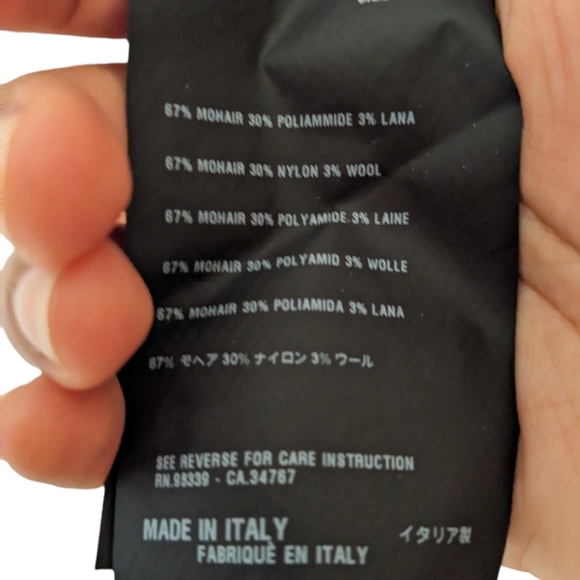 67% MOHAIR 30% POLIAMMIDE 3% LANA
67% MOHAIR 30% NYLON 3% WOOL
67% MOHAIR 30% POLYAMIDE 3% LAINE
67% MOHAIR 30% POLYAMID 3% WOLLE
67% MOHAIR 30% POLIAMIDA 3% LANA
67% モヘア 30% ナイロン 3% ウール
SEE REVERSE FOR CARE INSTRUCTION
RN.98339 - CA.34767
MADE IN ITALY イタリア製
FABRIQUÈ EN ITALY